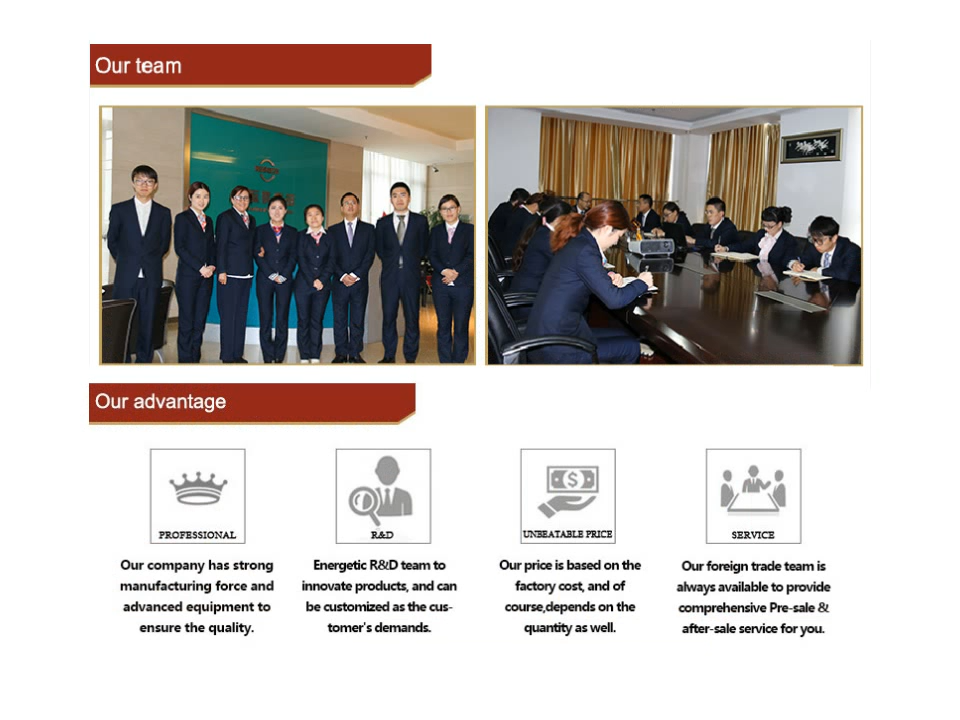 Our team
Our advantage
PROFESSIONAL
Our company has strong
manufacturing force and
advanced equipment to
ensure the quality.
R&D
Energetic R&D team to
innovate products, and can
be customized as the cus-
tomer's demands.
UNBEATABLE PRICE
Our price is based on the
factory cost, and of
course,depends on the
quantity as well.
SERVICE
Our foreign trade team is
always available to provide
comprehensive Pre-sale &
after-sale service for you.